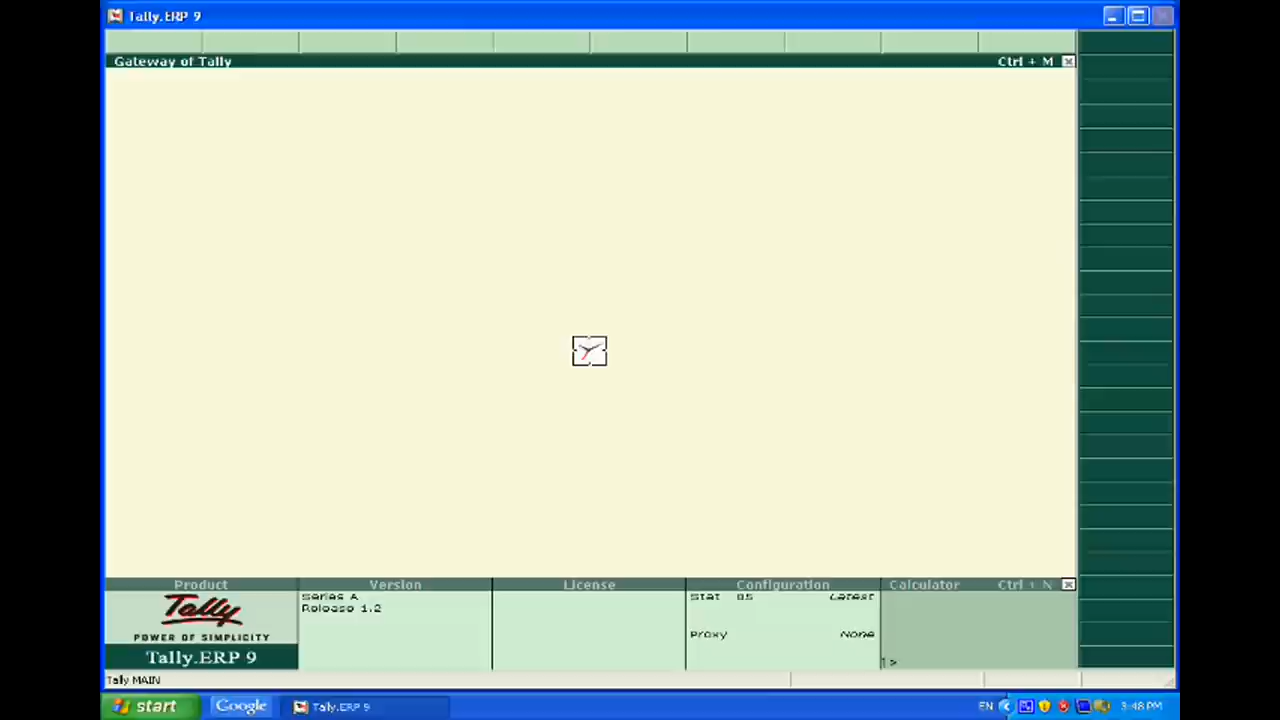 Tally.ERP 9
Gateway of Tally Ctrl + M
Product Version License Configuration Calculator Ctrl + N
Tally
POWER OF SIMPLICITY
Tally.ERP 9
Series A
Release 1.2
Stat 85 Latest
Proxy None
1>
Tally MAIN
start Google Tally.ERP 9 EN 3:48 PM